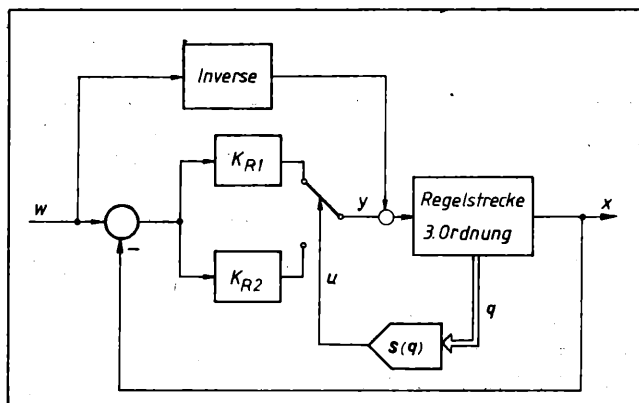 Inverse
K_R1
w
y
Regelstrecke
3. Ordnung
x
−
K_R2
u
q
s(q)